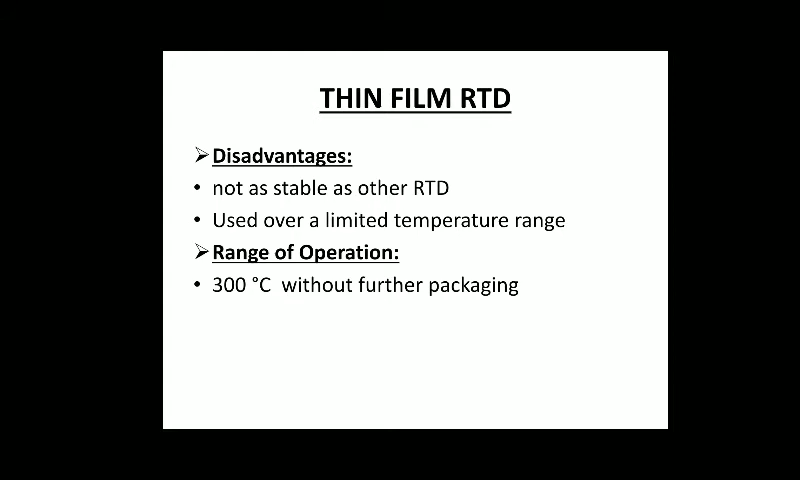 THIN FILM RTD
➢Disadvantages:
• not as stable as other RTD
• Used over a limited temperature range
➢Range of Operation:
• 300 °C  without further packaging